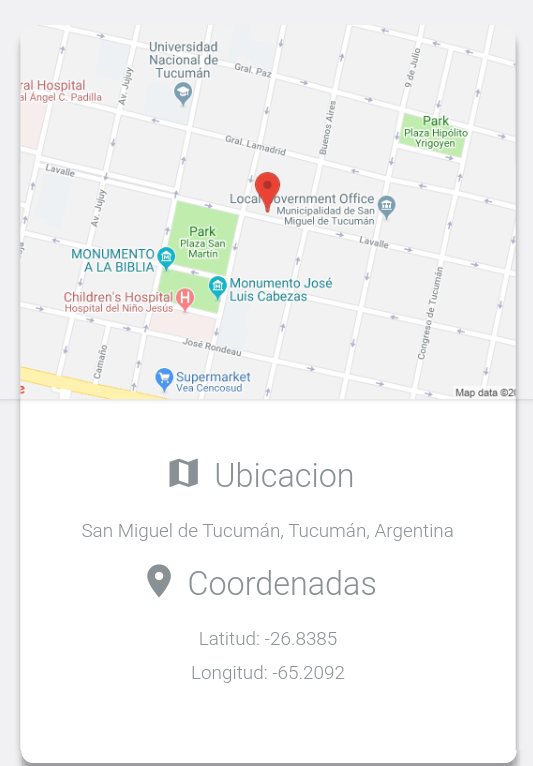 Universidad
Nacional de
Tucumán
Gral. Paz
9 de Julio
ral Hospital
al Ángel C. Padilla
Av. Jujuy
Buenos Aires
Park
Plaza Hipólito
Yrigoyen
Gral. Lamadrid
Lavalle
Local Government Office
Municipalidad de San
Miguel de Tucumán
Av. Jujuy
Park
Plaza San
Martin
Lavalle
MONUMENTO
A LA BIBLIA
Monumento José
Luis Cabezas
Children's Hospital
Hospital del Niño Jesús
Congreso de Tucumán
José Rondeau
Camaño
Supermarket
Vea Cencosud
e
Map data ©20
Ubicacion
San Miguel de Tucumán, Tucumán, Argentina
Coordenadas
Latitud: -26.8385
Longitud: -65.2092